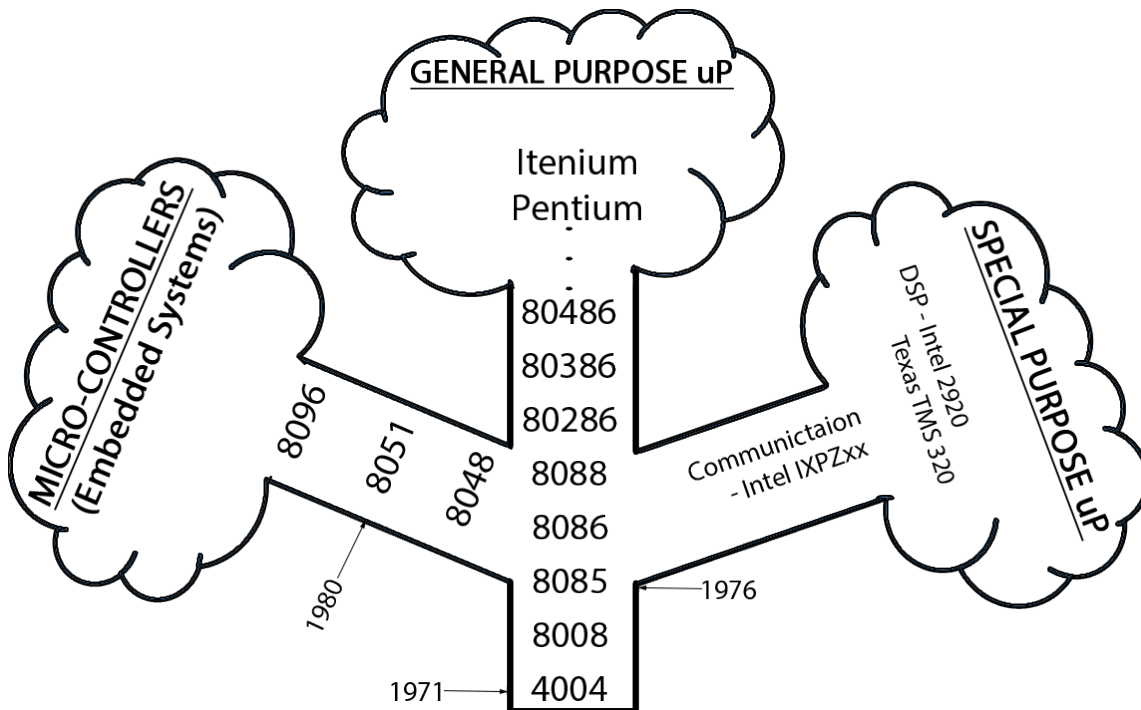 GENERAL PURPOSE uP
Itenium
Pentium
.
.
.
80486
80386
80286
8088
8086
8085
8008
4004
MICRO-CONTROLLERS
(Embedded Systems)
8096
8051
8048
1980
1971
SPECIAL PURPOSE uP
DSP - Intel 2920
Texas TMS 320
Communictaion
- Intel IXPZxx
1976